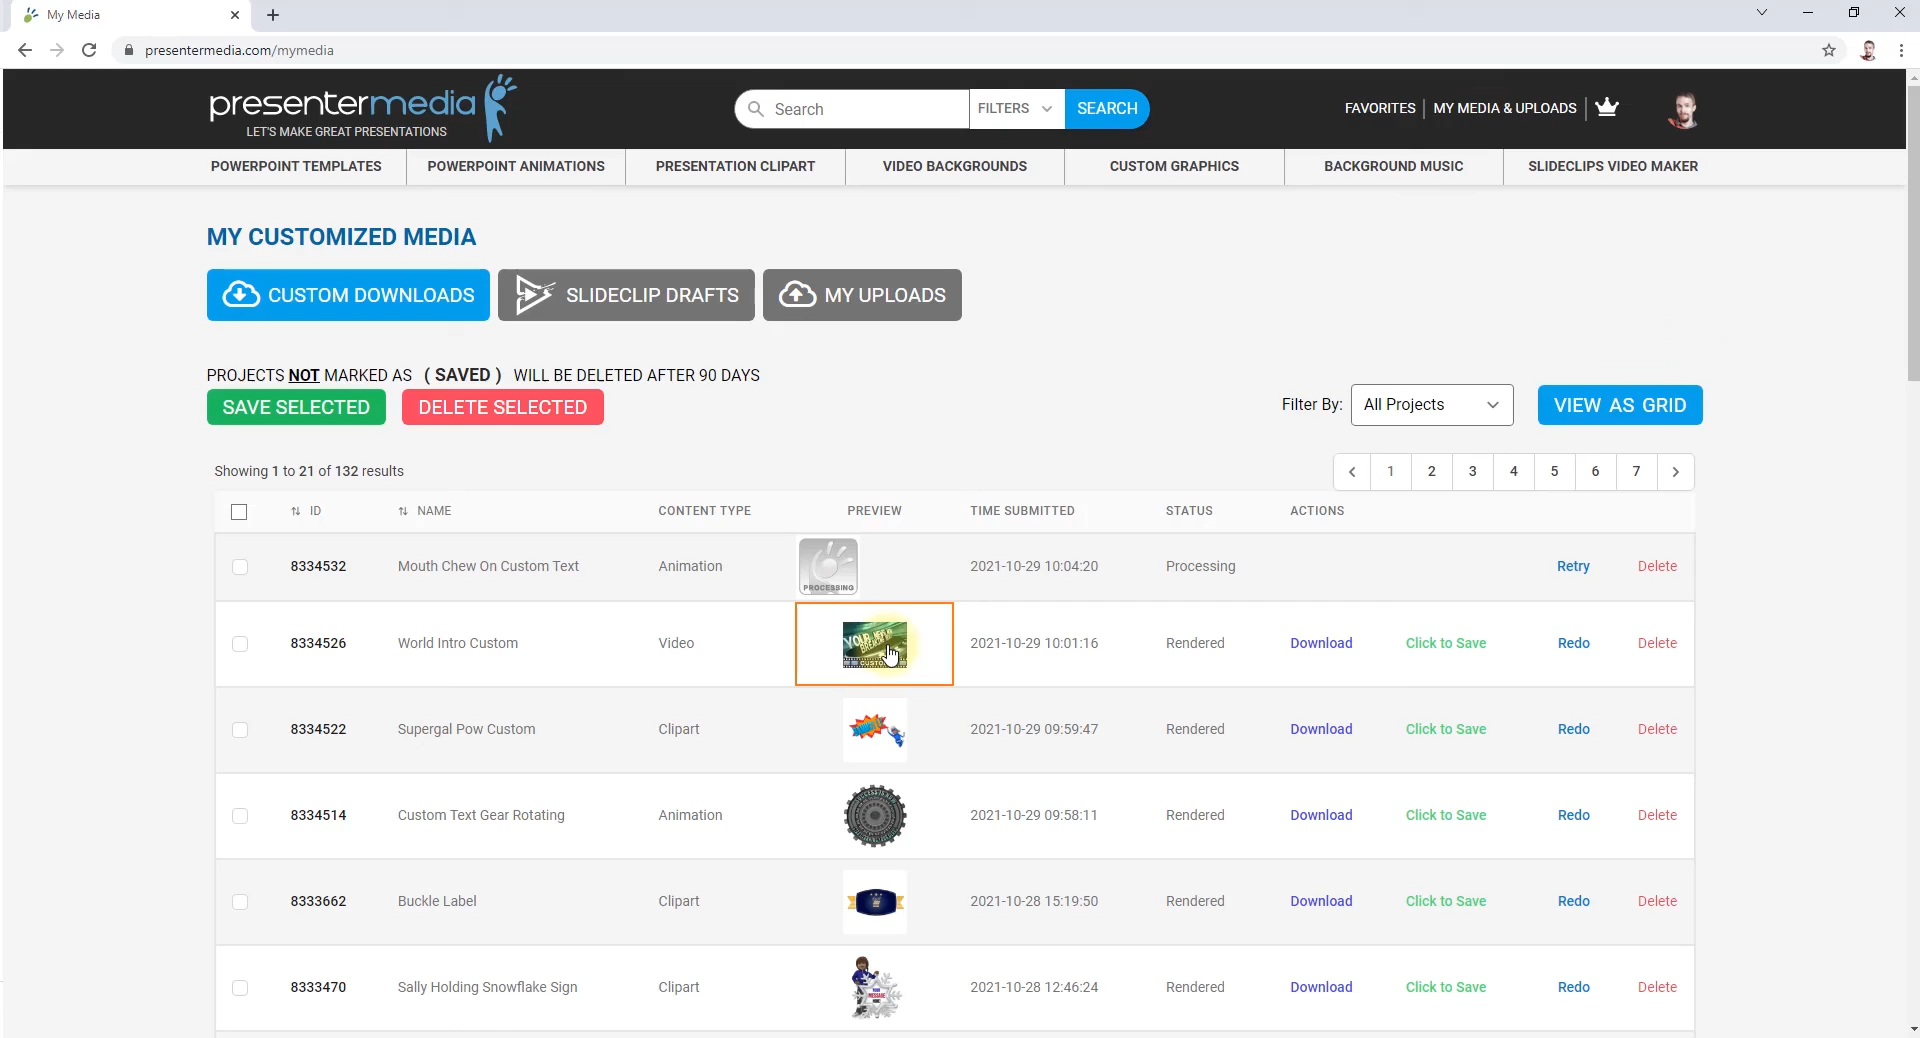 My Media
presentermedia.com/mymedia
presentermedia
LET'S MAKE GREAT PRESENTATIONS
Search FILTERS SEARCH
FAVORITES MY MEDIA & UPLOADS
POWERPOINT TEMPLATES POWERPOINT ANIMATIONS PRESENTATION CLIPART VIDEO BACKGROUNDS CUSTOM GRAPHICS BACKGROUND MUSIC SLIDECLIPS VIDEO MAKER
MY CUSTOMIZED MEDIA
CUSTOM DOWNLOADS SLIDECLIP DRAFTS MY UPLOADS
PROJECTS NOT MARKED AS ( SAVED ) WILL BE DELETED AFTER 90 DAYS
SAVE SELECTED DELETE SELECTED
Filter By: All Projects VIEW AS GRID
Showing 1 to 21 of 132 results
1 2 3 4 5 6 7
ID NAME CONTENT TYPE PREVIEW TIME SUBMITTED STATUS ACTIONS
8334532 Mouth Chew On Custom Text Animation PROCESSING 2021-10-29 10:04:20 Processing Retry Delete
8334526 World Intro Custom Video 2021-10-29 10:01:16 Rendered Download Click to Save Redo Delete
8334522 Supergal Pow Custom Clipart 2021-10-29 09:59:47 Rendered Download Click to Save Redo Delete
8334514 Custom Text Gear Rotating Animation 2021-10-29 09:58:11 Rendered Download Click to Save Redo Delete
8333662 Buckle Label Clipart 2021-10-28 15:19:50 Rendered Download Click to Save Redo Delete
8333470 Sally Holding Snowflake Sign Clipart YOUR MESSAGE HERE 2021-10-28 12:46:24 Rendered Download Click to Save Redo Delete